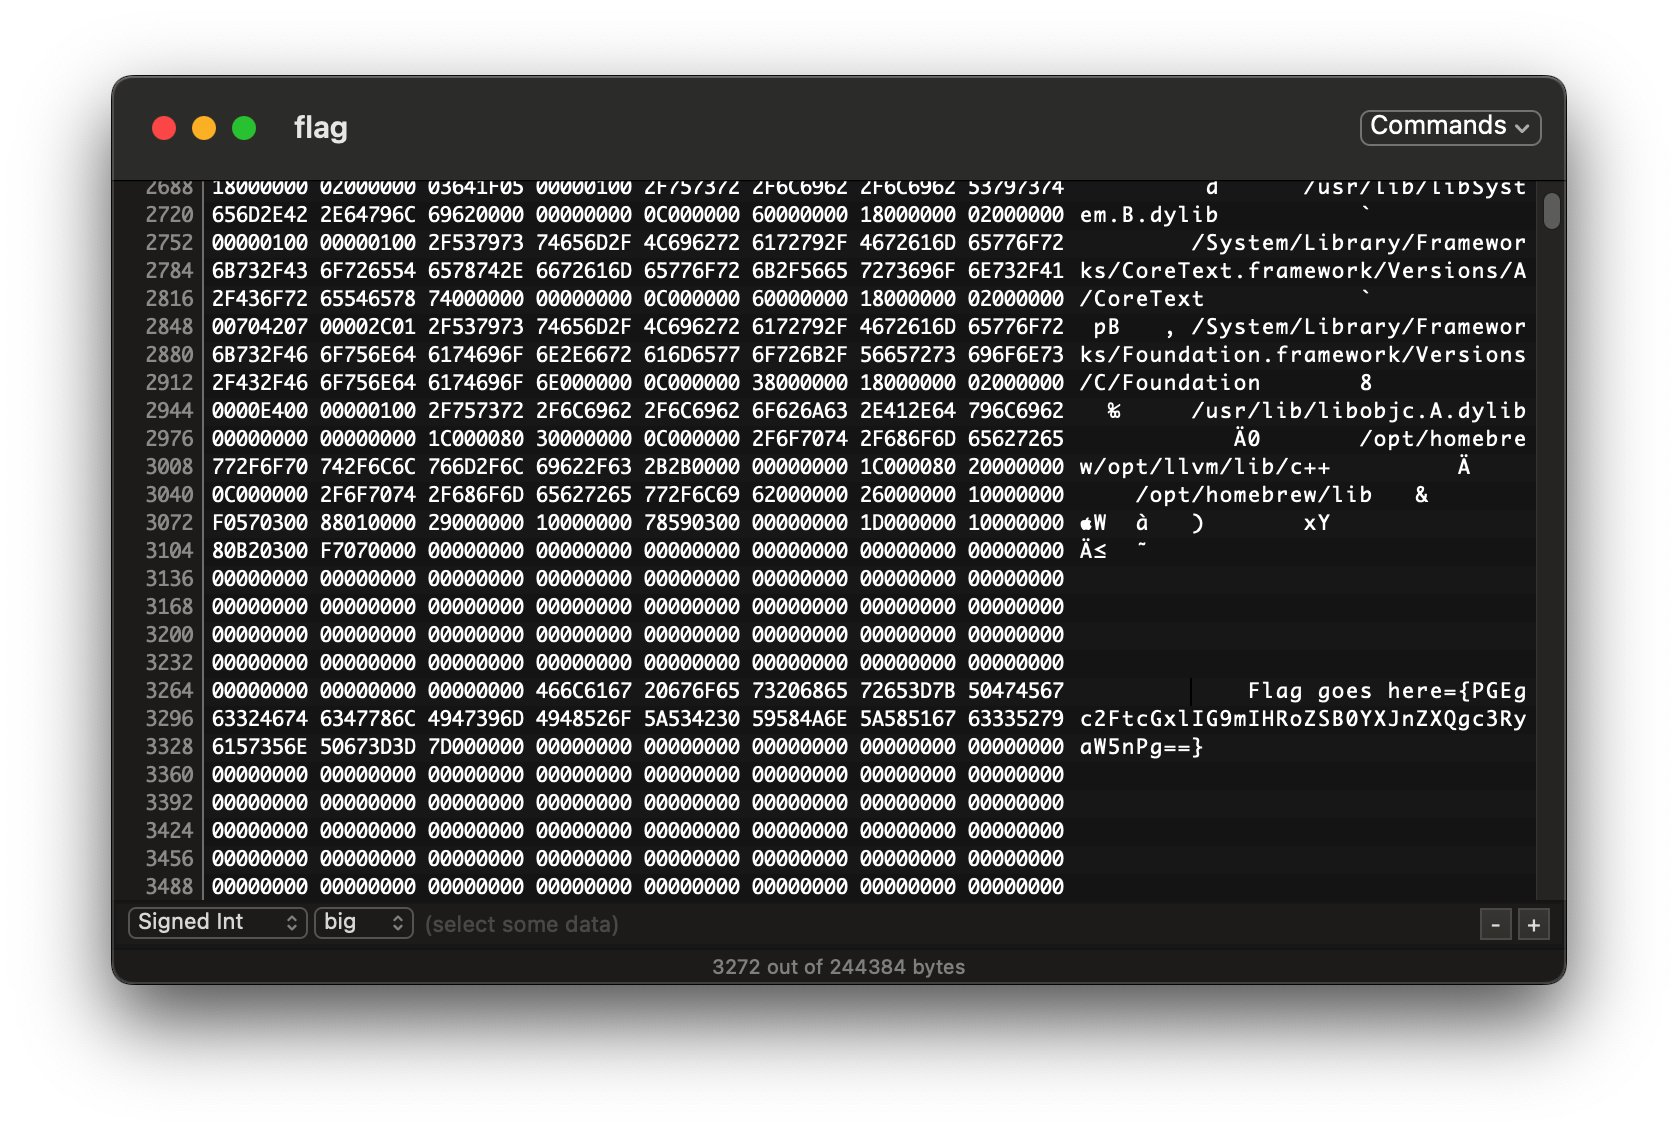 flag
Commands
2688 18000000 02000000 03641F05 00000100 2F757372 2F6C6962 2F6C6962 53797374 d /usr/lib/libSyst
2720 656D2E42 2E64796C 69620000 00000000 0C000000 60000000 18000000 02000000 em.B.dylib `
2752 00000100 00000100 2F537973 74656D2F 4C696272 6172792F 4672616D 65776F72 /System/Library/Framewor
2784 6B732F43 6F726554 6578742E 6672616D 65776F72 6B2F5665 7273696F 6E732F41 ks/CoreText.framework/Versions/A
2816 2F436F72 65546578 74000000 00000000 0C000000 60000000 18000000 02000000 /CoreText `
2848 00704207 00002C01 2F537973 74656D2F 4C696272 6172792F 4672616D 65776F72 pB , /System/Library/Framewor
2880 6B732F46 6F756E64 6174696F 6E2E6672 616D6577 6F726B2F 56657273 696F6E73 ks/Foundation.framework/Versions
2912 2F432F46 6F756E64 6174696F 6E000000 0C000000 38000000 18000000 02000000 /C/Foundation 8
2944 0000E400 00000100 2F757372 2F6C6962 2F6C6962 6F626A63 2E412E64 796C6962 ‰ /usr/lib/libobjc.A.dylib
2976 00000000 00000000 1C000080 30000000 0C000000 2F6F7074 2F686F6D 65627265 Ä0 /opt/homebre
3008 772F6F70 742F6C6C 766D2F6C 69622F63 2B2B0000 00000000 1C000080 20000000 w/opt/llvm/lib/c++ Ä
3040 0C000000 2F6F7074 2F686F6D 65627265 772F6C69 62000000 26000000 10000000 /opt/homebrew/lib &
3072 F0570300 88010000 29000000 10000000 78590300 00000000 1D000000 10000000 W à ) xY
3104 80B20300 F7070000 00000000 00000000 00000000 00000000 00000000 00000000 Ä≤ ˜
3136 00000000 00000000 00000000 00000000 00000000 00000000 00000000 00000000
3168 00000000 00000000 00000000 00000000 00000000 00000000 00000000 00000000
3200 00000000 00000000 00000000 00000000 00000000 00000000 00000000 00000000
3232 00000000 00000000 00000000 00000000 00000000 00000000 00000000 00000000
3264 00000000 00000000 00000000 466C6167 20676F65 73206865 72653D7B 50474567 Flag goes here={PGEg
3296 63324674 6347786C 4947396D 4948526F 5A534230 59584A6E 5A585167 63335279 c2FtcGxlIG9mIHRoZSB0YXJnZXQgc3Ry
3328 6157356E 50673D3D 7D000000 00000000 00000000 00000000 00000000 00000000 aW5nPg==}
3360 00000000 00000000 00000000 00000000 00000000 00000000 00000000 00000000
3392 00000000 00000000 00000000 00000000 00000000 00000000 00000000 00000000
3424 00000000 00000000 00000000 00000000 00000000 00000000 00000000 00000000
3456 00000000 00000000 00000000 00000000 00000000 00000000 00000000 00000000
3488 00000000 00000000 00000000 00000000 00000000 00000000 00000000 00000000
Signed Int big (select some data) - +
3272 out of 244384 bytes